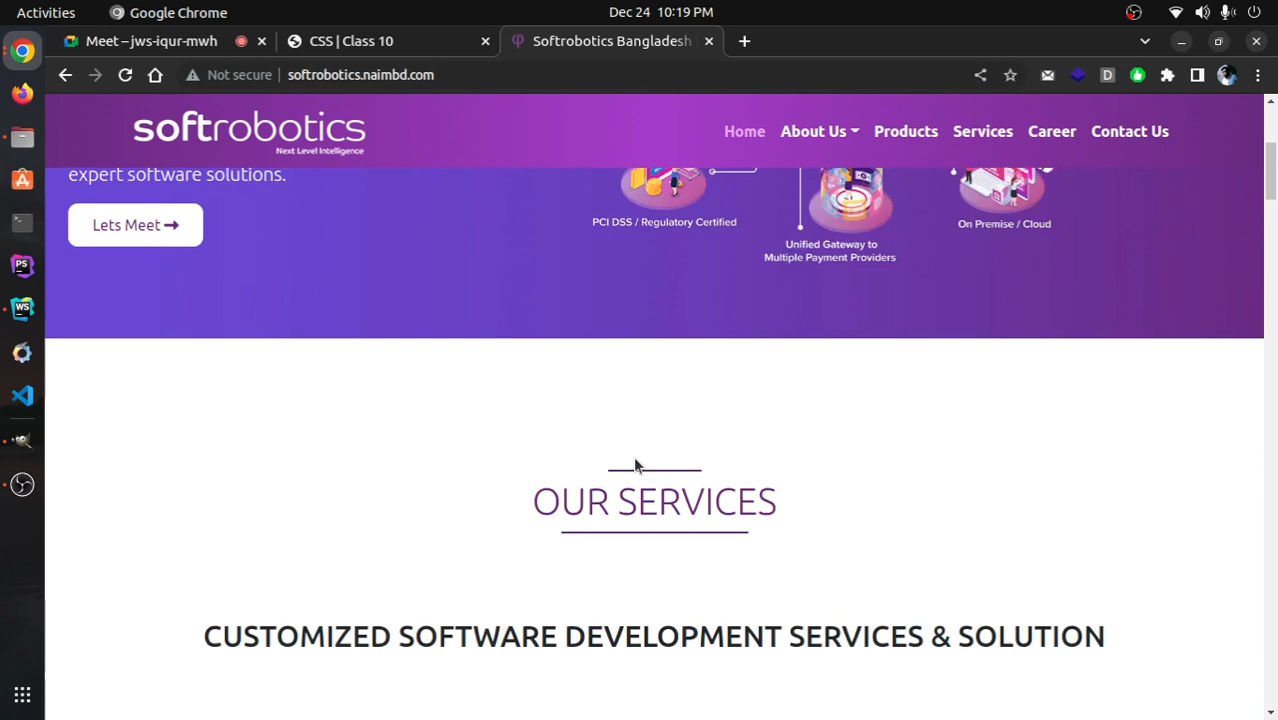 Activities
Google Chrome
Dec 24 10:19 PM
Meet – jws-iqur-mwh
CSS | Class 10
Softrobotics Bangladesh
Not secure
softrobotics.naimbd.com
D
softrobotics
Next Level Intelligence
Home
About Us
Products
Services
Career
Contact Us
expert software solutions.
Lets Meet
PCI DSS / Regulatory Certified
Unified Gateway to
Multiple Payment Providers
On Premise / Cloud
PS
WS
OUR SERVICES
CUSTOMIZED SOFTWARE DEVELOPMENT SERVICES & SOLUTION